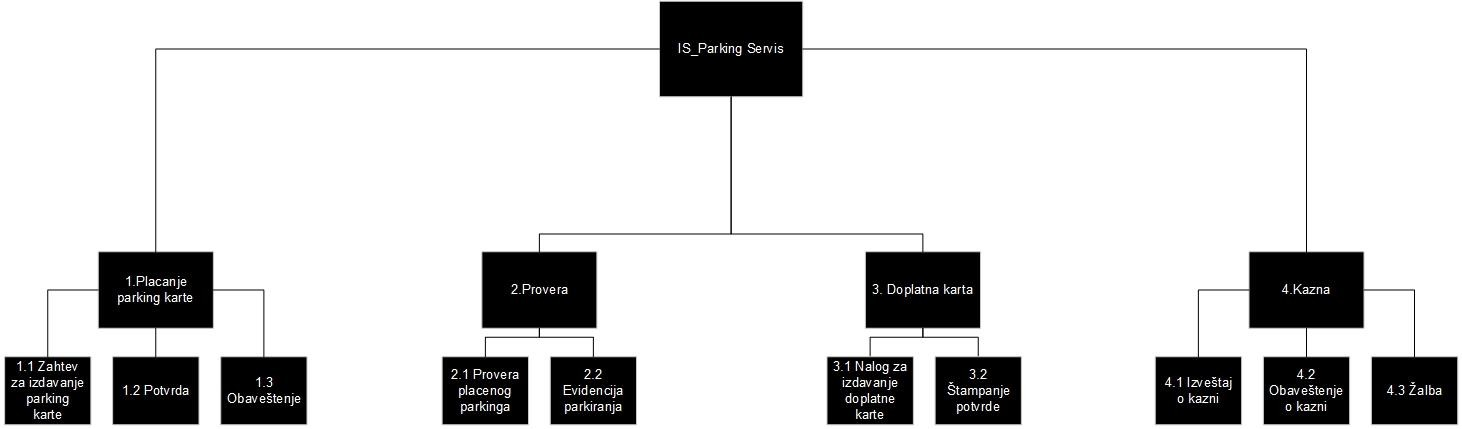 IS_Parking Servis
1.Placanje
parking karte
2.Provera
3. Doplatna karta
4.Kazna
1.1 Zahtev
za izdavanje
parking
karte
1.2 Potvrda
1.3
Obaveštenje
2.1 Provera
placenog
parkinga
2.2
Evidencija
parkiranja
3.1 Nalog za
izdavanje
doplatne
karte
3.2
Štampanje
potvrde
4.1 Izveštaj
o kazni
4.2
Obaveštenje
o kazni
4.3 Žalba